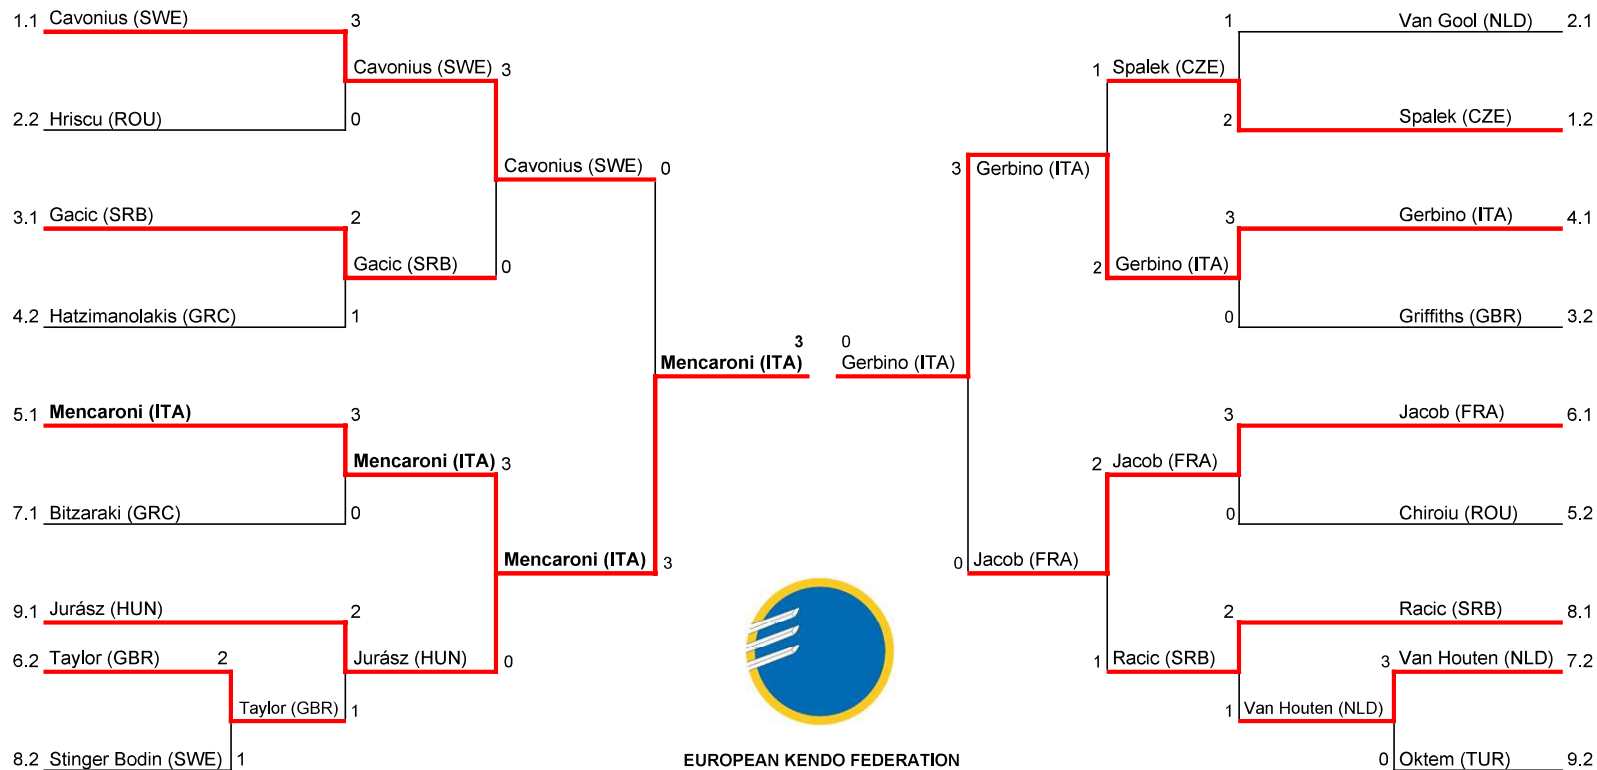 1.1 Cavonius (SWE) 3 1 Van Gool (NLD) 2.1
Cavonius (SWE) 3 1 Spalek (CZE)
2.2 Hriscu (ROU) 0 2 Spalek (CZE) 1.2
Cavonius (SWE) 0 3 Gerbino (ITA)
3.1 Gacic (SRB) 2 3 Gerbino (ITA) 4.1
Gacic (SRB) 0 2 Gerbino (ITA)
4.2 Hatzimanolakis (GRC) 1 0 Griffiths (GBR) 3.2
3 0
Mencaroni (ITA) Gerbino (ITA)
5.1 Mencaroni (ITA) 3 3 Jacob (FRA) 6.1
Mencaroni (ITA) 3 2 Jacob (FRA)
7.1 Bitzaraki (GRC) 0 0 Chiroiu (ROU) 5.2
Mencaroni (ITA) 3 0 Jacob (FRA)
9.1 Jurász (HUN) 2 2 Racic (SRB) 8.1
6.2 Taylor (GBR) 2 Jurász (HUN) 0 1 Racic (SRB) 3 Van Houten (NLD) 7.2
Taylor (GBR) 1 1 Van Houten (NLD)
8.2 Stinger Bodin (SWE) 1 EUROPEAN KENDO FEDERATION 0 Oktem (TUR) 9.2